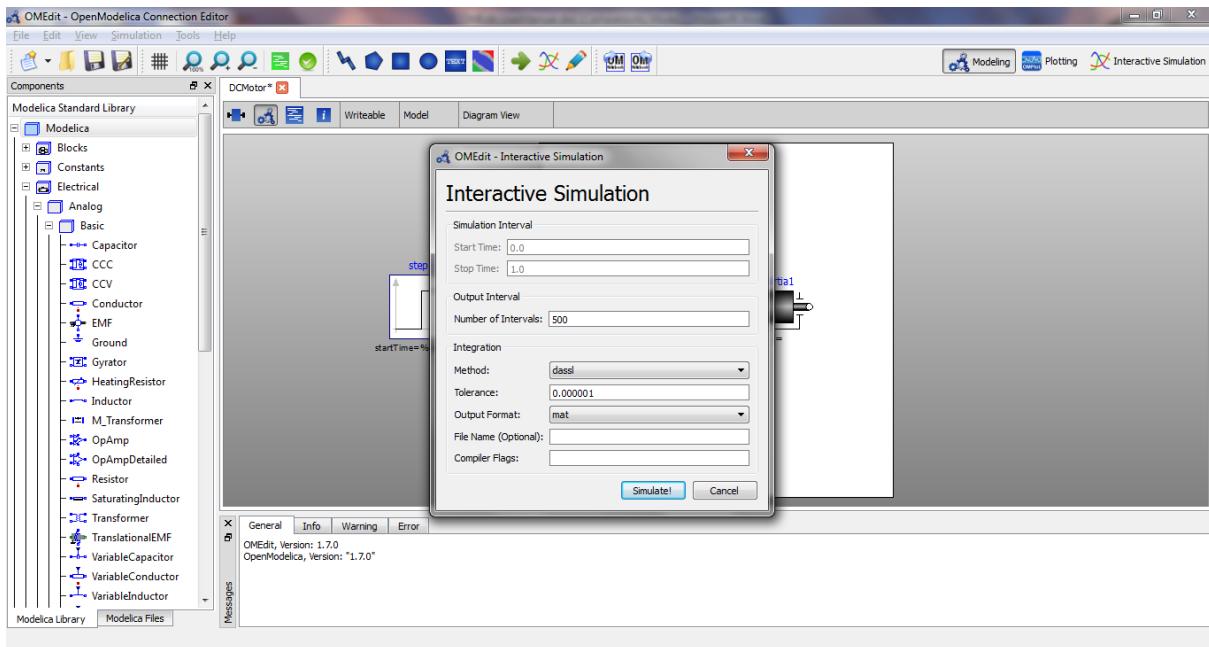 OMEdit - OpenModelica Connection Editor
File Edit View Simulation Tools Help
100%
TEXT
OM
OM
Modeling
Plotting
Interactive Simulation
Components
DCMotor*
Modelica Standard Library
Writeable Model Diagram View
Modelica
Blocks
Constants
Electrical
Analog
Basic
Capacitor
CCC
CCV
Conductor
EMF
Ground
Gyrator
HeatingResistor
Inductor
M_Transformer
OpAmp
OpAmpDetailed
Resistor
SaturatingInductor
Transformer
TranslationalEMF
VariableCapacitor
VariableConductor
VariableInductor
Modelica Library Modelica Files
step
startTime=%
tia1
=
OMEdit - Interactive Simulation
Interactive Simulation
Simulation Interval
Start Time: 0.0
Stop Time: 1.0
Output Interval
Number of Intervals: 500
Integration
Method: dassl
Tolerance: 0.000001
Output Format: mat
File Name (Optional):
Compiler Flags:
Simulate! Cancel
General Info Warning Error
OMEdit, Version: 1.7.0
OpenModelica, Version: "1.7.0"
Messages